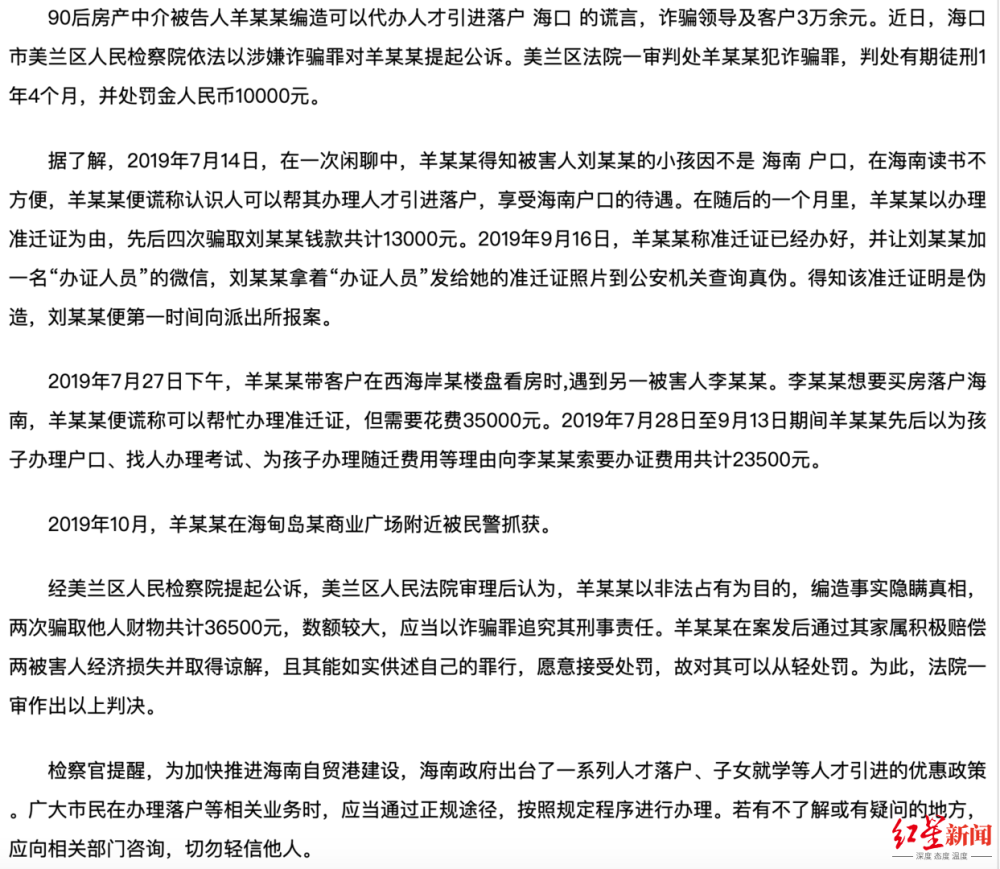 90后房产中介被告人羊某某编造可以代办人才引进落户 海口 的谎言，诈骗领导及客户3万余元。近日，海口
市美兰区人民检察院依法以涉嫌诈骗罪对羊某某提起公诉。美兰区法院一审判处羊某某犯诈骗罪，判处有期徒刑1
年4个月，并处罚金人民币10000元。
据了解，2019年7月14日，在一次闲聊中，羊某某得知被害人刘某某的小孩因不是 海南 户口，在海南读书不
方便，羊某某便谎称认识人可以帮其办理人才引进落户，享受海南户口的待遇。在随后的一个月里，羊某某以办理
准迁证为由，先后四次骗取刘某某钱款共计13000元。2019年9月16日，羊某某称准迁证已经办好，并让刘某某加
一名“办证人员”的微信，刘某某拿着“办证人员”发给她的准迁证照片到公安机关查询真伪。得知该准迁证明是伪
造，刘某某便第一时间向派出所报案。
2019年7月27日下午，羊某某带客户在西海岸某楼盘看房时,遇到另一被害人李某某。李某某想要买房落户海
南，羊某某便谎称可以帮忙办理准迁证，但需要花费35000元。2019年7月28日至9月13日期间羊某某先后以为孩
子办理户口、找人办理考试、为孩子办理随迁费用等理由向李某某索要办证费用共计23500元。
2019年10月，羊某某在海甸岛某商业广场附近被民警抓获。
经美兰区人民检察院提起公诉，美兰区人民法院审理后认为，羊某某以非法占有为目的，编造事实隐瞒真相，
两次骗取他人财物共计36500元，数额较大，应当以诈骗罪追究其刑事责任。羊某某在案发后通过其家属积极赔偿
两被害人经济损失并取得谅解，且其能如实供述自己的罪行，愿意接受处罚，故对其可以从轻处罚。为此，法院一
审作出以上判决。
检察官提醒，为加快推进海南自贸港建设，海南政府出台了一系列人才落户、子女就学等人才引进的优惠政策
。广大市民在办理落户等相关业务时，应当通过正规途径，按照规定程序进行办理。若有不了解或有疑问的地方，
应向相关部门咨询，切勿轻信他人。
红星新闻
深度 态度 温度